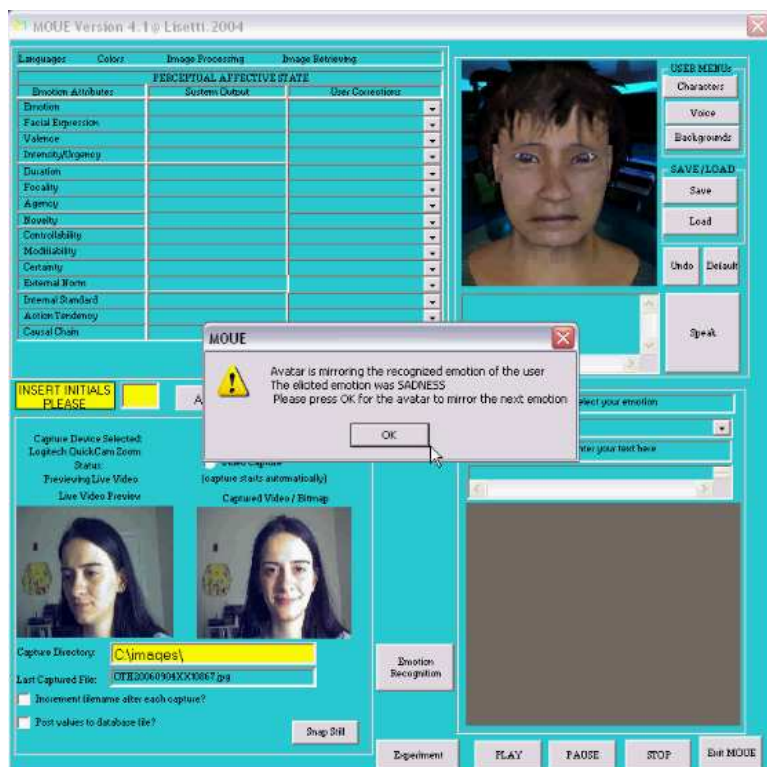 MOUE Version 4.1@ Lisetti.2004
Languages Colors Image Processing Image Retrieving
PERCEPTUAL AFFECTIVE STATE
Emotion Attributes System Output User Corrections
Emotion
Facial Expression
Valence
Intensity/Urgency
Duration
Focality
Agency
Novelty
Controllability
Modifiability
Certainty
External Norm
Internal Standard
Action Tendency
Causal Chain
USER MENUs
Characters
Voice
Backgrounds
SAVE/LOAD
Save
Load
Undo Default
Speak
MOUE
Avatar is mirroring the recognized emotion of the user
The elicited emotion was SADNESS
Please press OK for the avatar to mirror the next emotion
OK
INSERT INITIALS
PLEASE
A
elect your emotion
nter your text here
Capture Device Selected:
Logitech QuickCam Zoom
Status:
Previewing Live Video
Live Video Preview
(capture starts automatically)
Captured Video / Bitmap
Capture Directory: C:\images\
Last Captured File:
Increment filename after each capture?
Post values to database file?
Snap Still
Emotion
Recognition
Experiment PLAY PAUSE STOP Exit MOUE